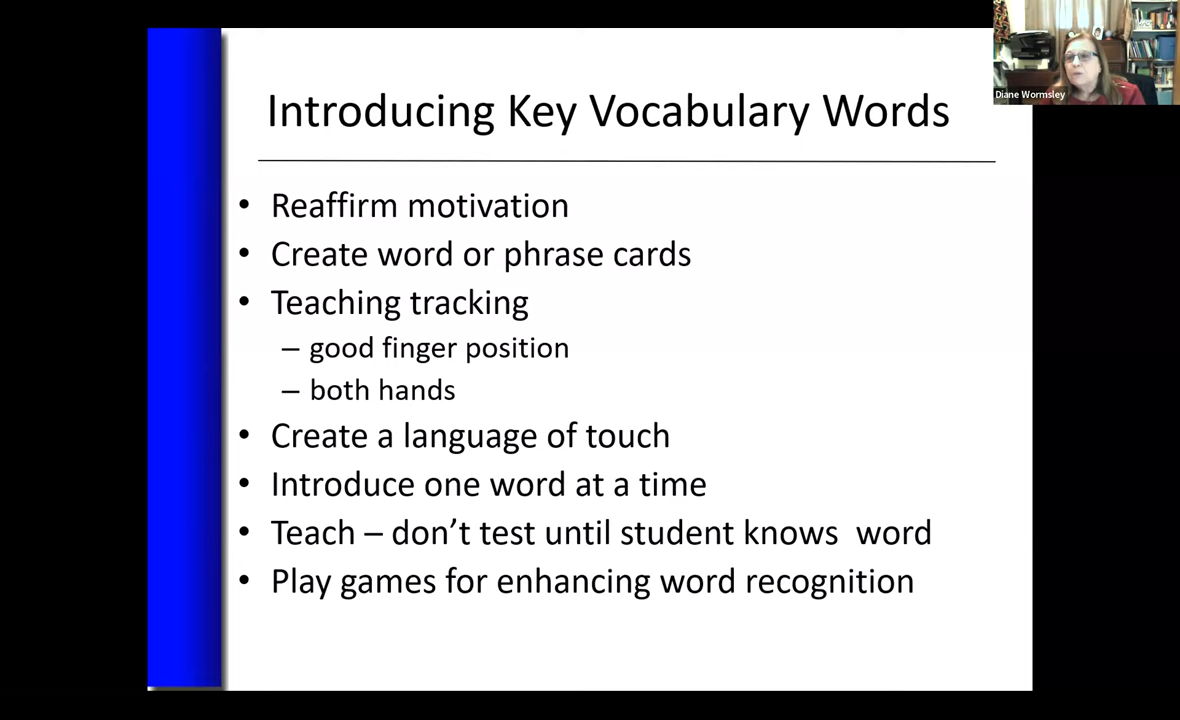 Introducing Key Vocabulary Words
Diane Wormsley
• Reaffirm motivation
• Create word or phrase cards
• Teaching tracking
– good finger position
– both hands
• Create a language of touch
• Introduce one word at a time
• Teach – don’t test until student knows  word
• Play games for enhancing word recognition